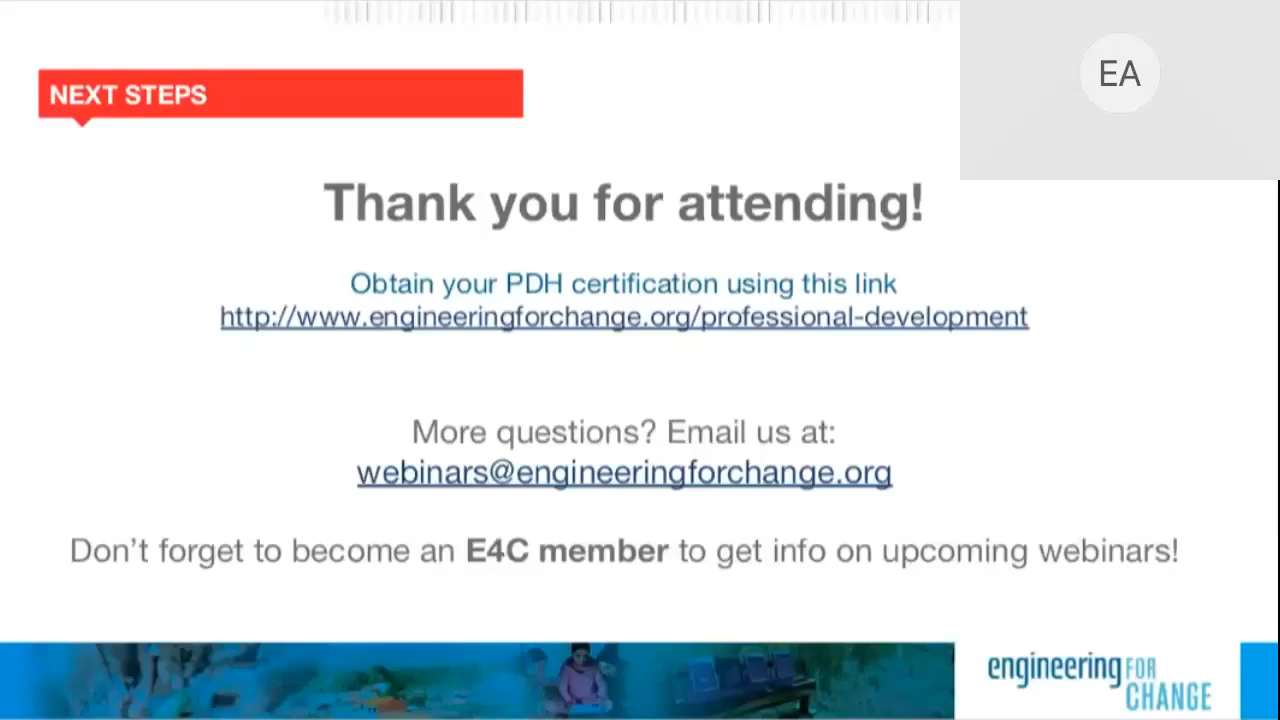 NEXT STEPS
EA
Thank you for attending!
Obtain your PDH certification using this link
http://www.engineeringforchange.org/professional-development
More questions? Email us at:
webinars@engineeringforchange.org
Don't forget to become an E4C member to get info on upcoming webinars!
engineering FOR
CHANGE